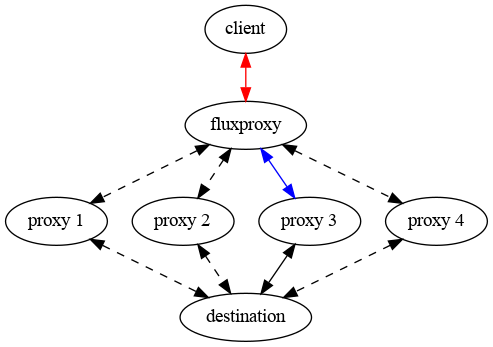 client
fluxproxy
proxy 1
proxy 2
proxy 3
proxy 4
destination